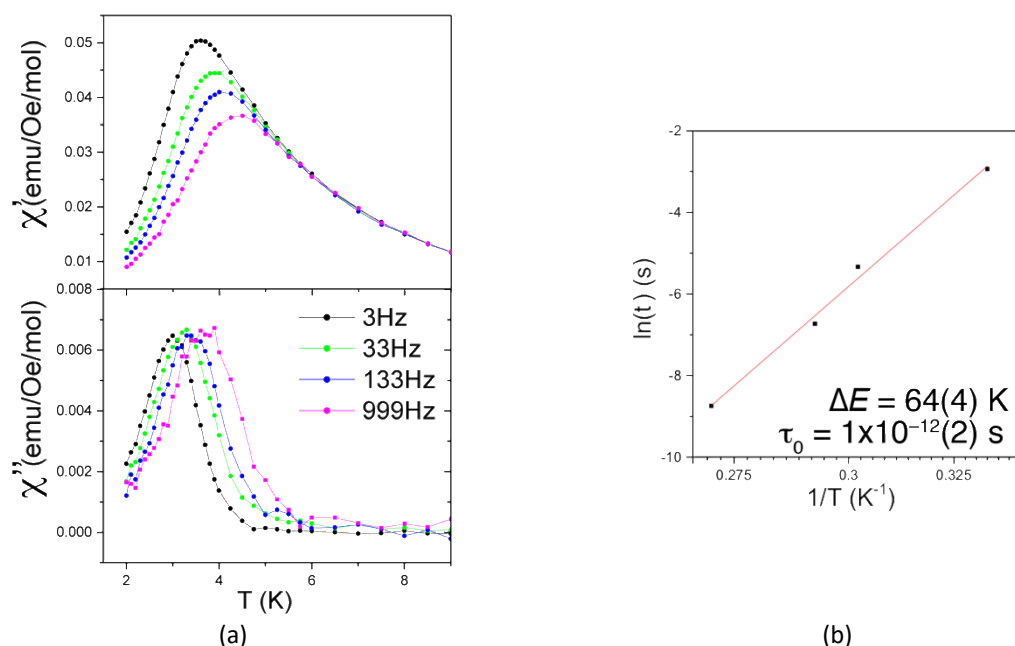 0.05
0.04
0.03
0.02
0.01
χ'(emu/Oe/mol)
0.008
0.006
0.004
0.002
0.000
χ''(emu/Oe/mol)
3Hz
33Hz
133Hz
999Hz
2 4 6 8
T (K)
(a)
-2
-4
-6
-8
-10
ln(t) (s)
ΔE = 64(4) K
τ₀ = 1x10⁻¹²(2) s
0.275 0.3 0.325
1/T (K⁻¹)
(b)